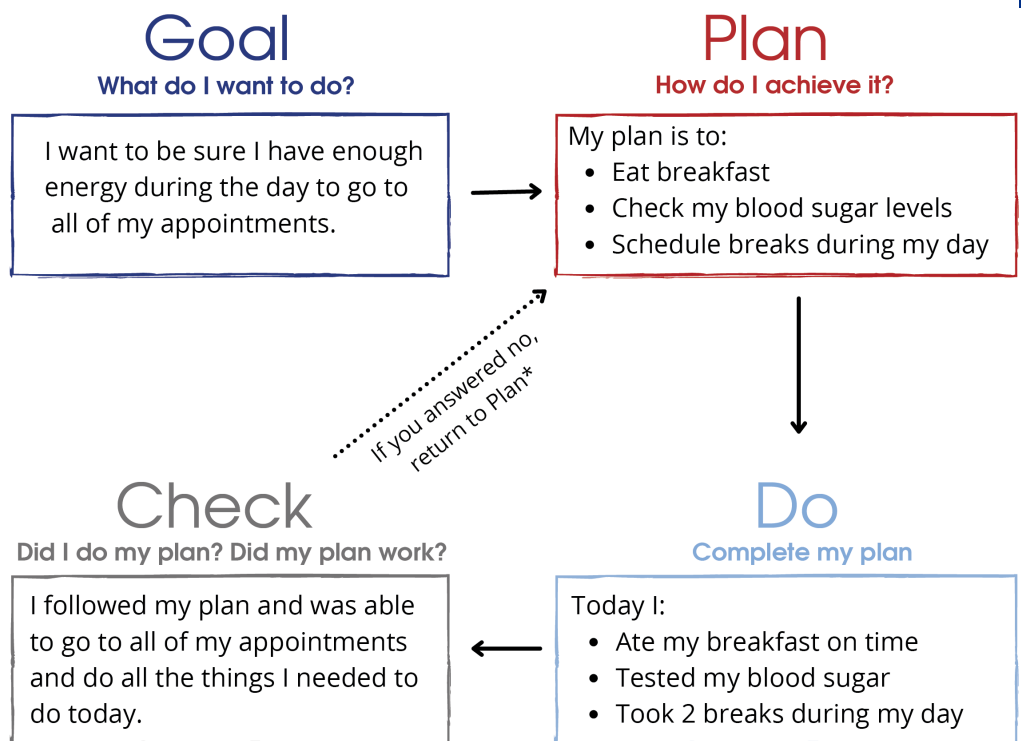 Goal
What do I want to do?
I want to be sure I have enough
energy during the day to go to
all of my appointments.
Plan
How do I achieve it?
My plan is to:
• Eat breakfast
• Check my blood sugar levels
• Schedule breaks during my day
If you answered no,
return to Plan*
Do
Complete my plan
Today I:
• Ate my breakfast on time
• Tested my blood sugar
• Took 2 breaks during my day
Check
Did I do my plan? Did my plan work?
I followed my plan and was able
to go to all of my appointments
and do all the things I needed to
do today.